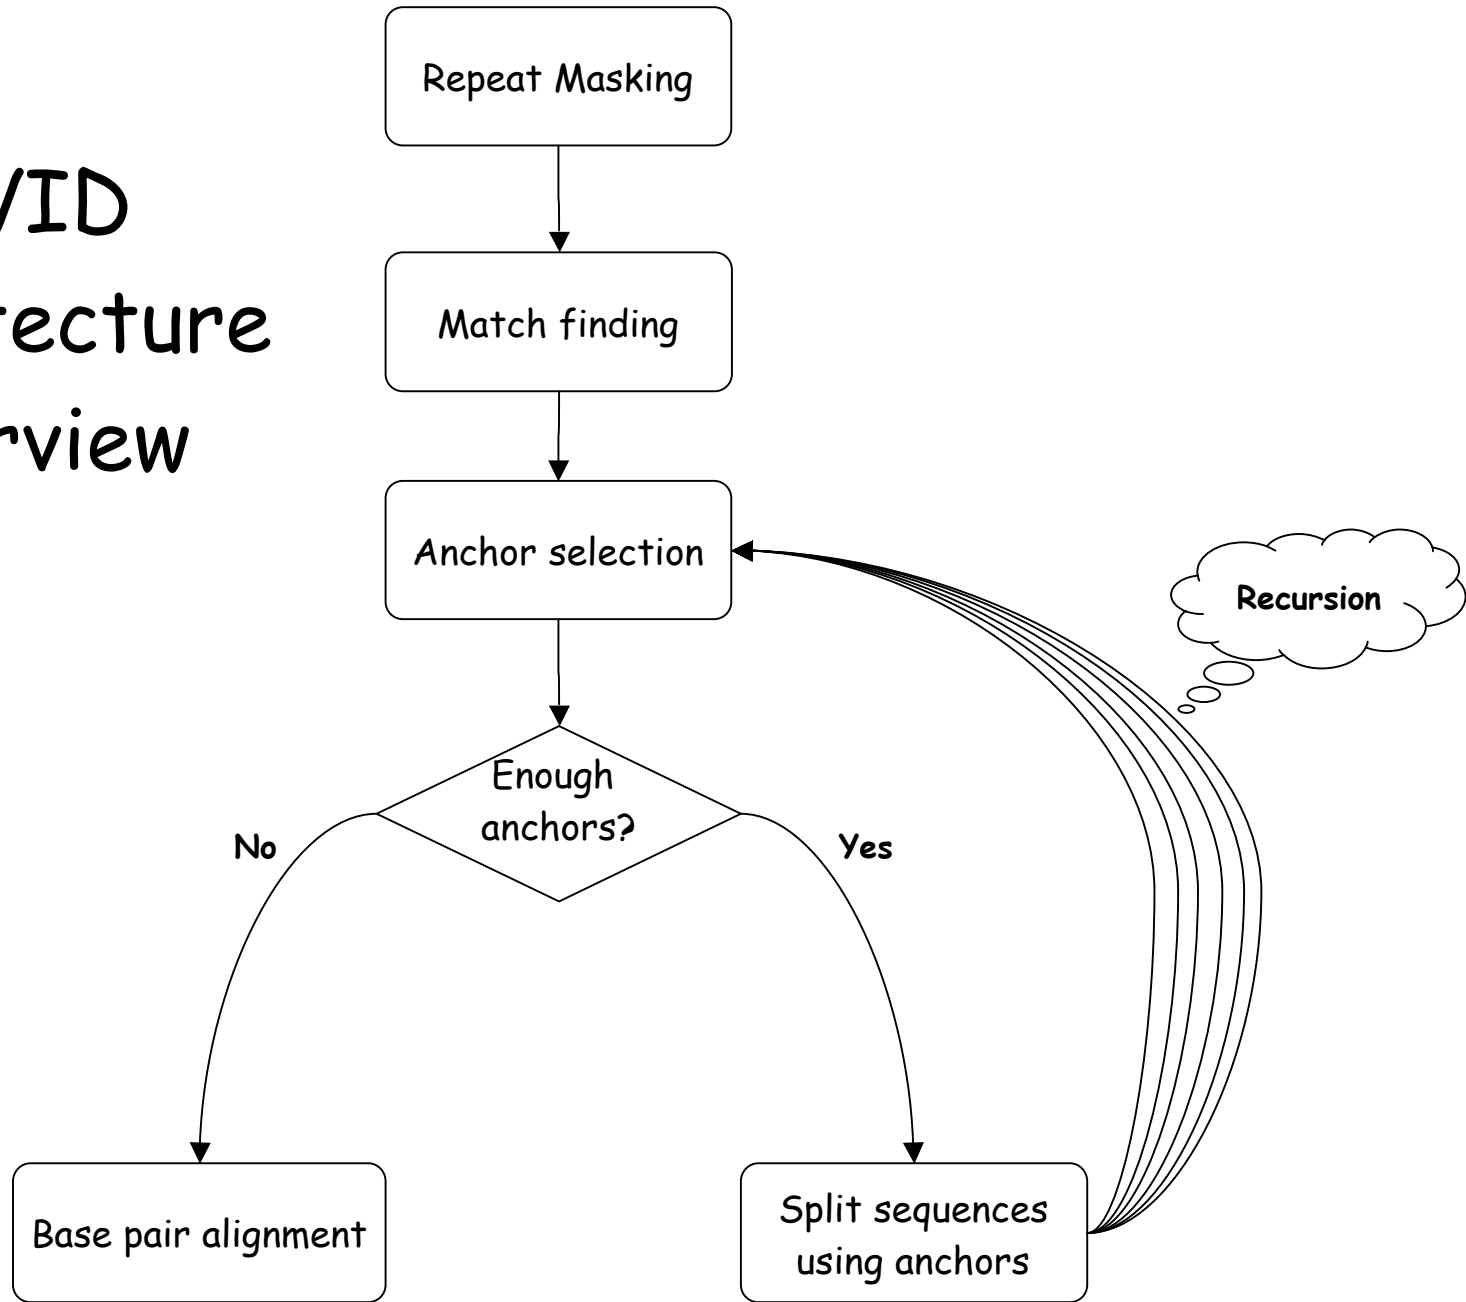 Repeat Masking
VID
tecture
rview
Match finding
Anchor selection
Recursion
Enough
anchors?
No
Yes
Base pair alignment
Split sequences
using anchors